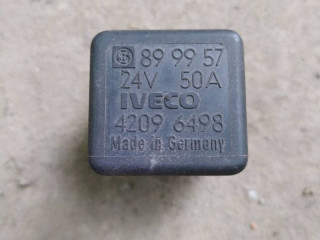 89 99 57
24V 50A
IVECO
4209 6498
Made in Germany